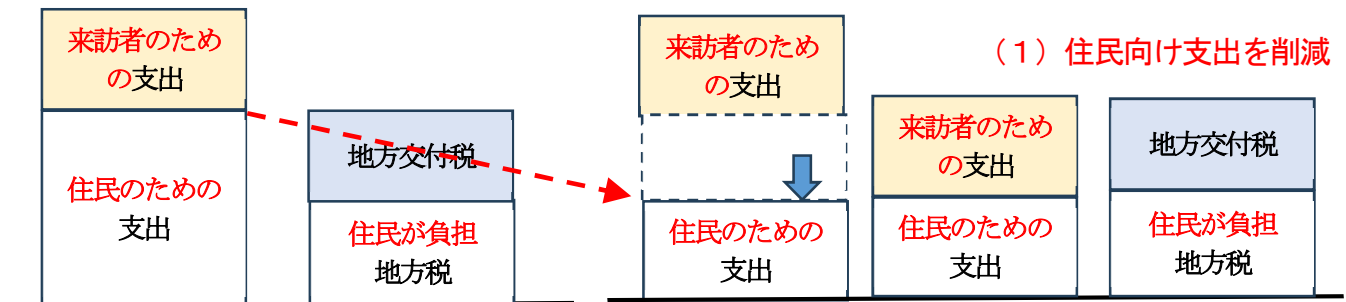 来訪者のため
の支出
住民のための
支出
地方交付税
住民が負担
地方税
（１）住民向け支出を削減
来訪者のため
の支出
住民のための
支出
来訪者のため
の支出
住民のための
支出
地方交付税
住民が負担
地方税